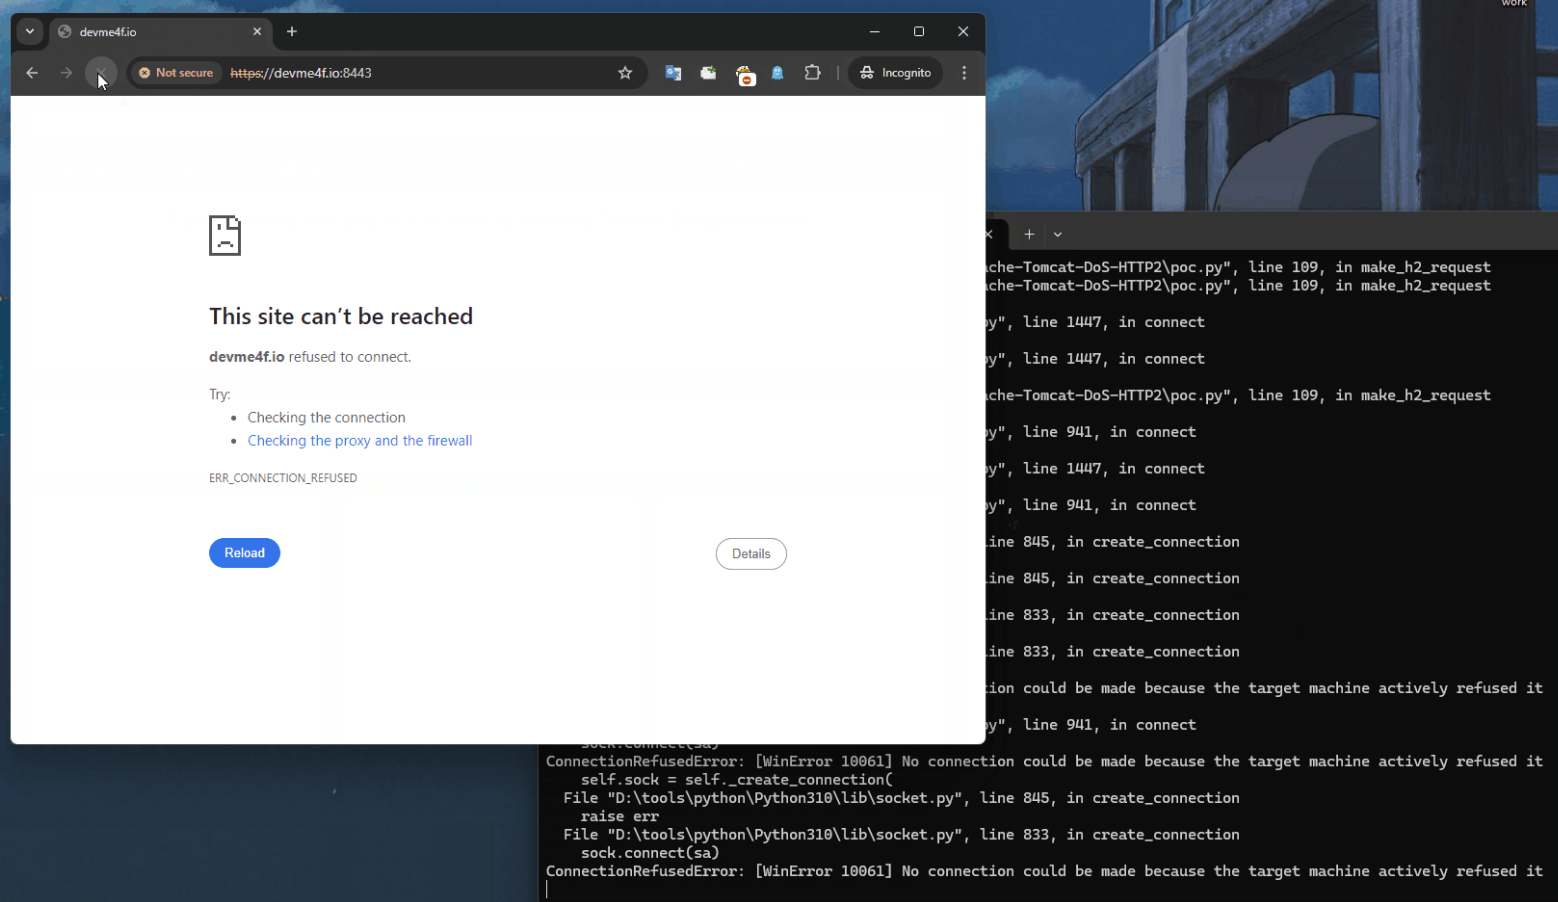 work
devme4f.io
Not secure
https://devme4f.io:8443
Incognito
This site can’t be reached
devme4f.io refused to connect.
Try:
Checking the connection
Checking the proxy and the firewall
ERR_CONNECTION_REFUSED
Reload
Details
ache-Tomcat-DoS-HTTP2\poc.py", line 109, in make_h2_request
ache-Tomcat-DoS-HTTP2\poc.py", line 109, in make_h2_request
py", line 1447, in connect
py", line 1447, in connect
ache-Tomcat-DoS-HTTP2\poc.py", line 109, in make_h2_request
py", line 941, in connect
py", line 1447, in connect
py", line 941, in connect
line 845, in create_connection
line 845, in create_connection
line 833, in create_connection
line 833, in create_connection
tion could be made because the target machine actively refused it
py", line 941, in connect
sock.connect(sa)
ConnectionRefusedError: [WinError 10061] No connection could be made because the target machine actively refused it
self.sock = self._create_connection(
File "D:\tools\python\Python310\lib\socket.py", line 845, in create_connection
raise err
File "D:\tools\python\Python310\lib\socket.py", line 833, in create_connection
sock.connect(sa)
ConnectionRefusedError: [WinError 10061] No connection could be made because the target machine actively refused it